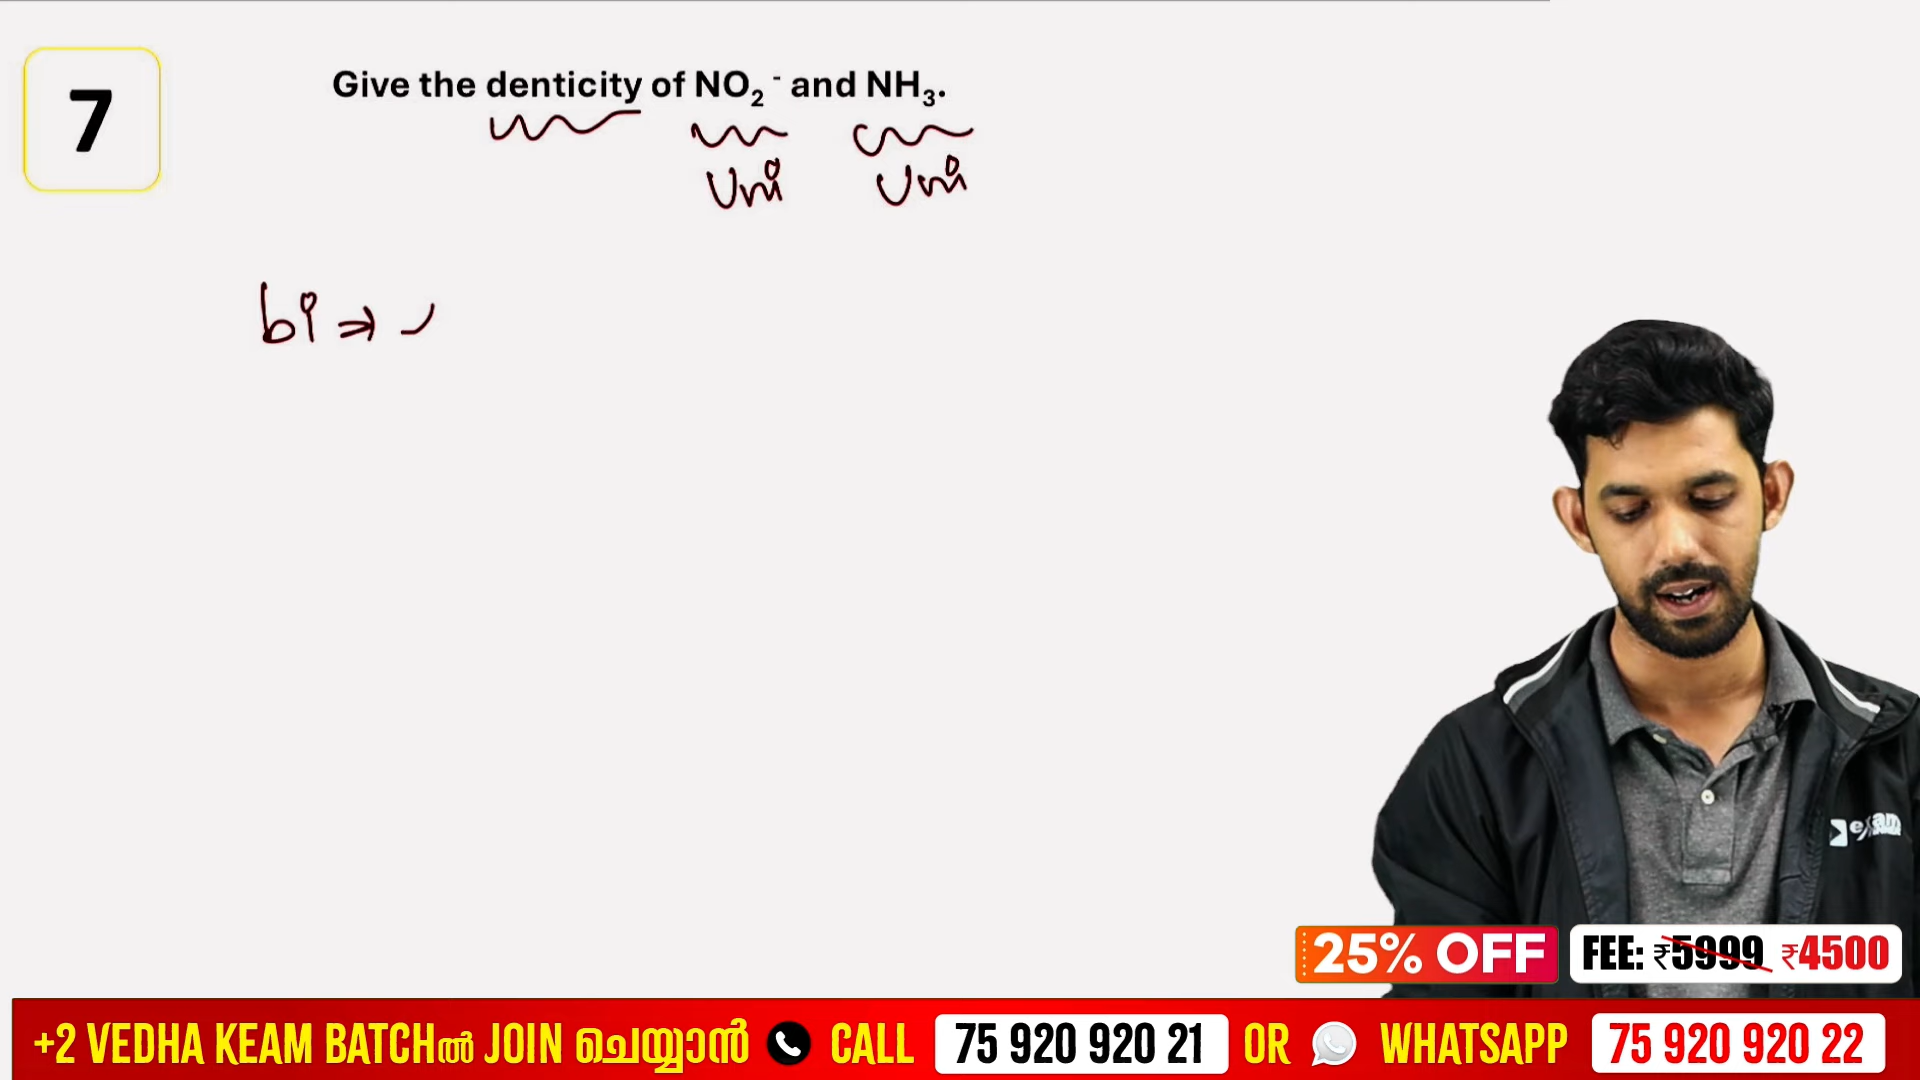 7
Give the denticity of NO₂⁻ and NH₃.
Uni Uni
bi ⇒
exam
25% OFF FEE: ₹5999 ₹4500
+2 VEDHA KEAM BATCHൽ JOIN ചെയ്യാൻ CALL 75 920 920 21 OR WHATSAPP 75 920 920 22